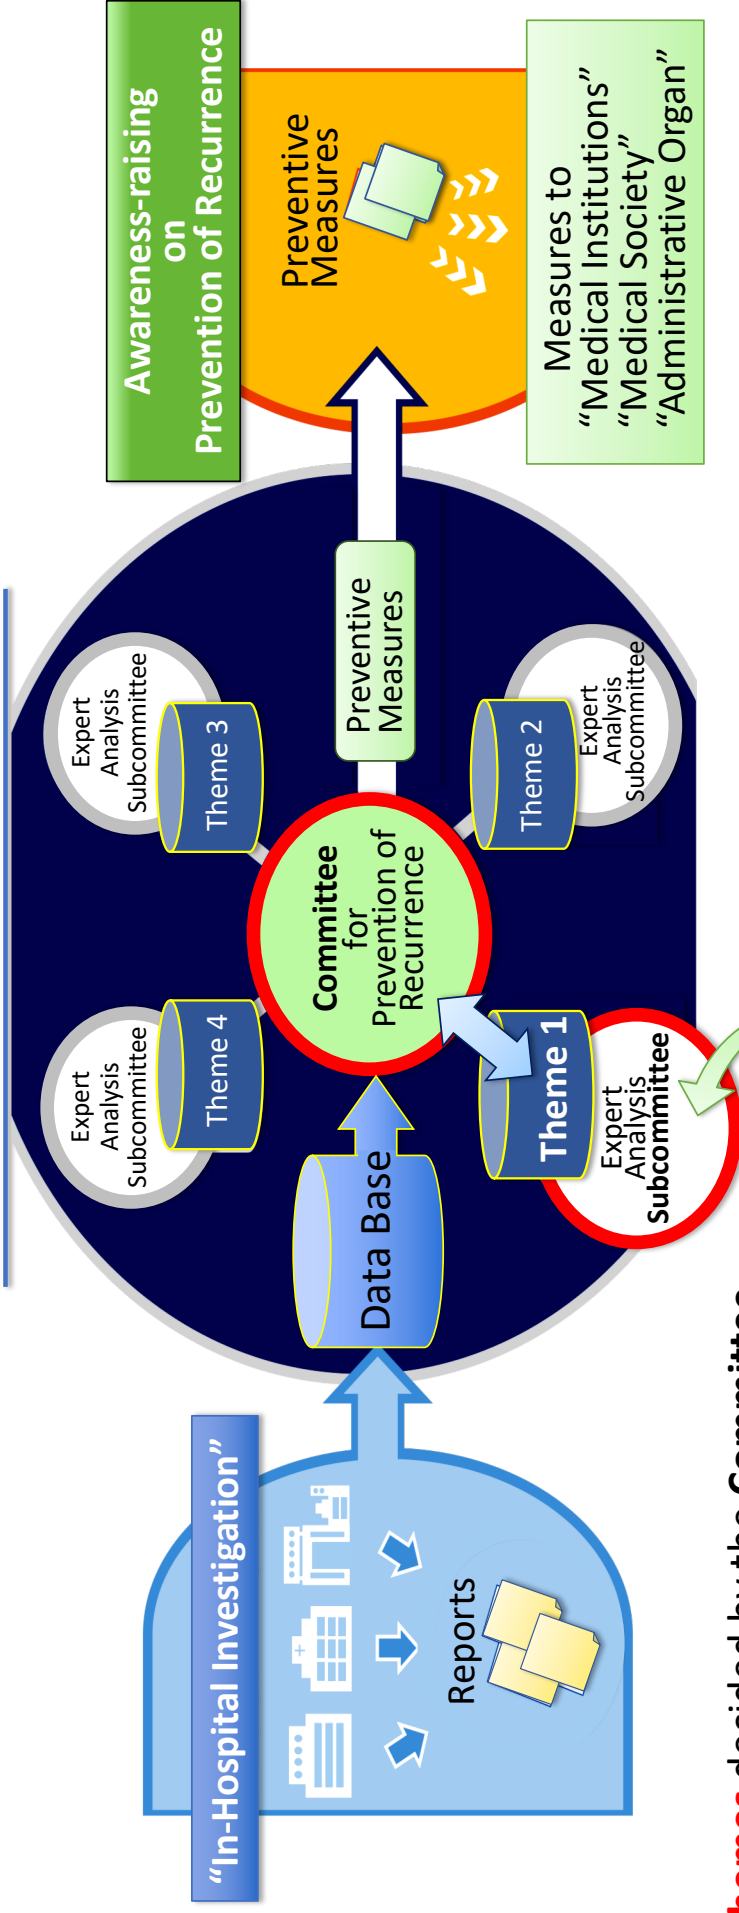 “In-Hospital Investigation”
Reports
Data Base
Expert
Analysis
Subcommittee
Theme 4
Expert
Analysis
Subcommittee
Theme 3
Committee
for
Prevention of
Recurrence
Theme 1
Expert
Analysis
Subcommittee
Theme 2
Expert
Analysis
Subcommittee
Preventive
Measures
Awareness-raising
on
Prevention of Recurrence
Preventive
Measures
Measures to
“Medical Institutions”
“Medical Society”
“Administrative Organ”
decided by the Committee